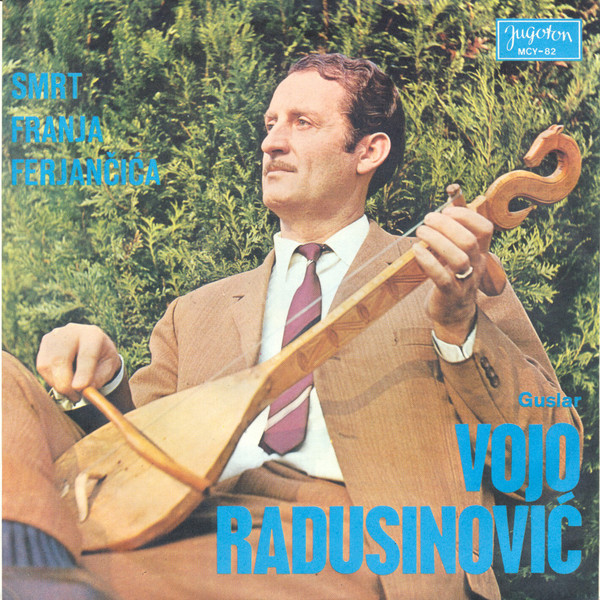 Jugoton
MCY-82
SMRT
FRANJA
FERJANČIĆA
Guslar
VOJO
RADUSINOVIĆ